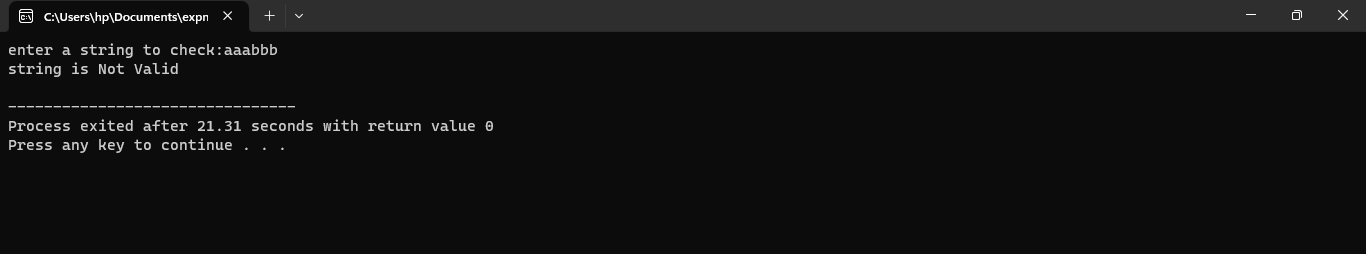 C:\Users\hp\Documents\expn
enter a string to check:aaabbb
string is Not Valid
--------------------------------
Process exited after 21.31 seconds with return value 0
Press any key to continue . . .